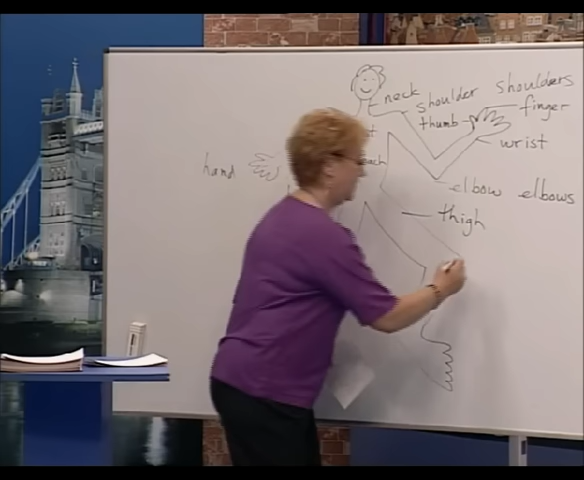 neck
shoulder shoulders
thumb finger
wrist
hand
elbow elbows
thigh